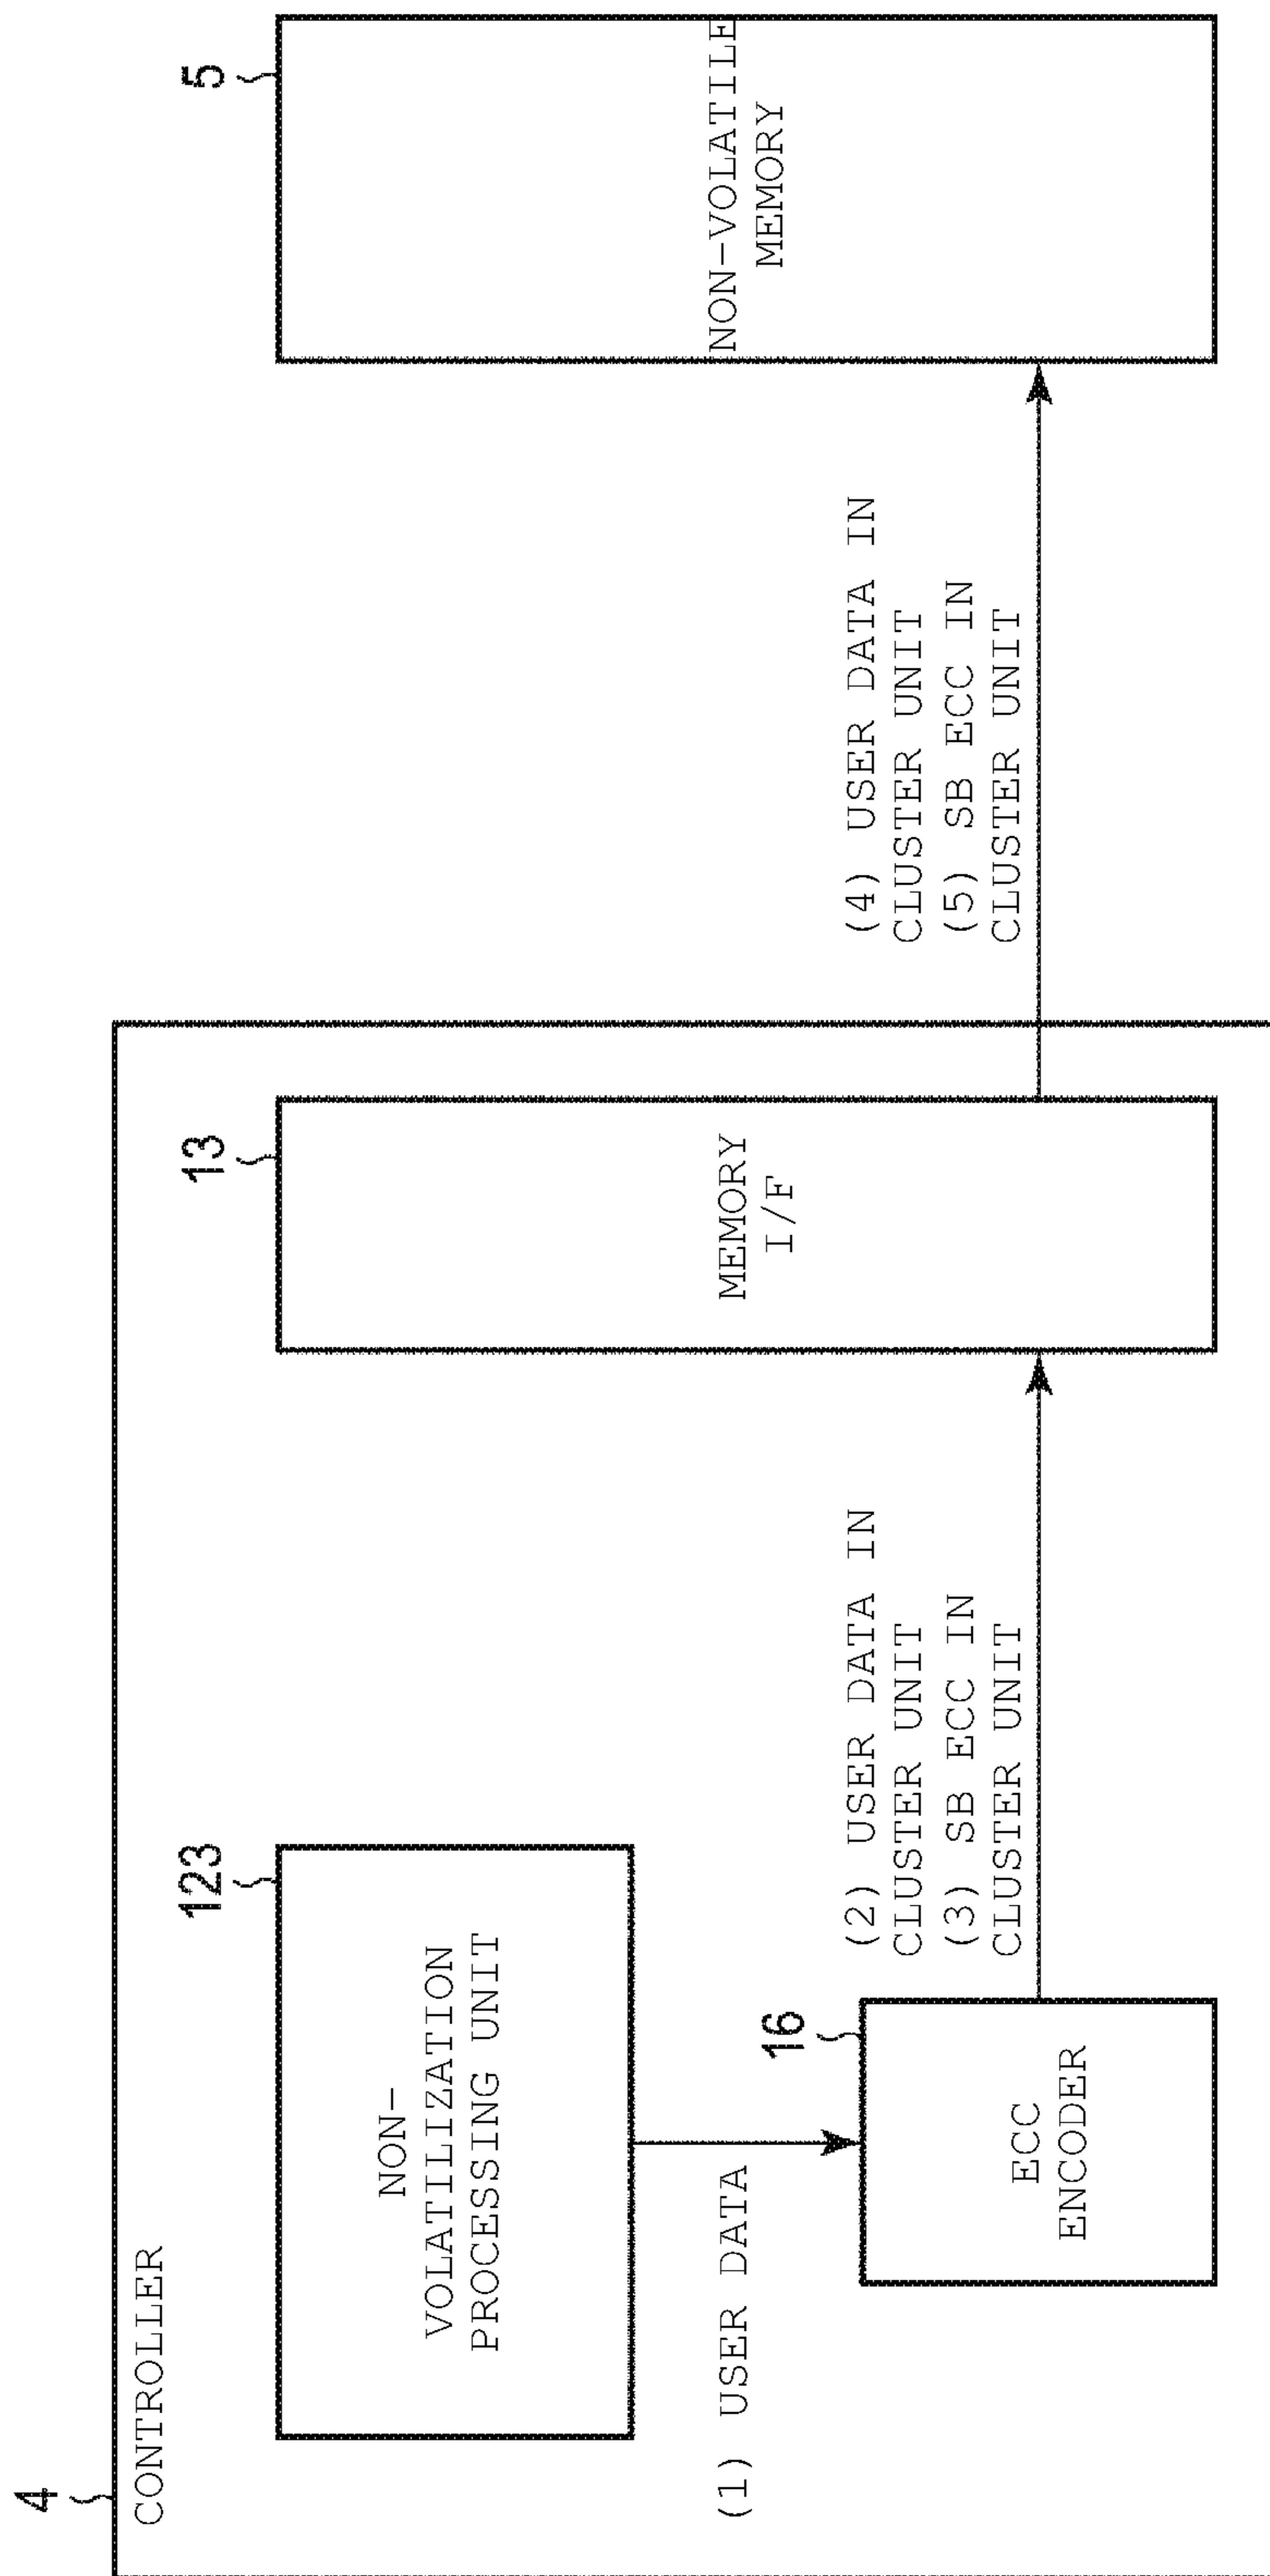 4
CONTROLLER
123
NON-
VOLATILIZATION
PROCESSING UNIT
(1) USER DATA
16
ECC
ENCODER
(2) USER DATA IN
CLUSTER UNIT
(3) SB ECC IN
CLUSTER UNIT
13
MEMORY
I/F
(4) USER DATA IN
CLUSTER UNIT
(5) SB ECC IN
CLUSTER UNIT
5
NON-VOLATILE
MEMORY